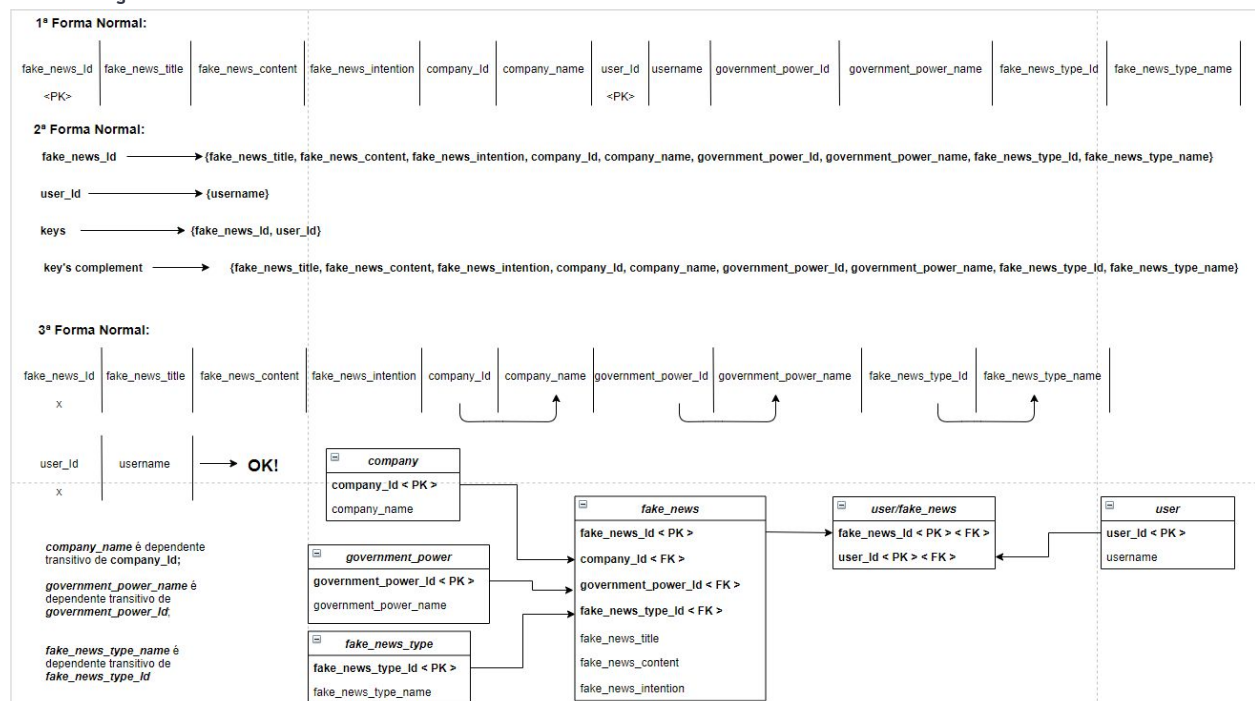 1ª Forma Normal:
fake_news_Id fake_news_title fake_news_content fake_news_intention company_Id company_name user_Id username government_power_Id government_power_name fake_news_type_Id fake_news_type_name
<PK> <PK>
2ª Forma Normal:
fake_news_Id {fake_news_title, fake_news_content, fake_news_intention, company_Id, company_name, government_power_Id, government_power_name, fake_news_type_Id, fake_news_type_name}
user_Id {username}
keys {fake_news_Id, user_Id}
key's complement {fake_news_title, fake_news_content, fake_news_intention, company_Id, company_name, government_power_Id, government_power_name, fake_news_type_Id, fake_news_type_name}
3ª Forma Normal:
fake_news_Id fake_news_title fake_news_content fake_news_intention company_Id company_name government_power_Id government_power_name fake_news_type_Id fake_news_type_name
x
user_Id username OK!
x
company
company_Id < PK >
company_name
government_power
government_power_Id < PK >
government_power_name
fake_news_type
fake_news_type_Id < PK >
fake_news_type_name
fake_news
fake_news_Id < PK >
company_Id < FK >
government_power_Id < FK >
fake_news_type_Id < FK >
fake_news_title
fake_news_content
fake_news_intention
user/fake_news
fake_news_Id < PK > < FK >
user_Id < PK > < FK >
user
user_Id < PK >
username
company_name é dependente
transitivo de company_Id;
government_power_name é
dependente transitivo de
government_power_Id;
fake_news_type_name é
dependente transitivo de
fake_news_type_Id